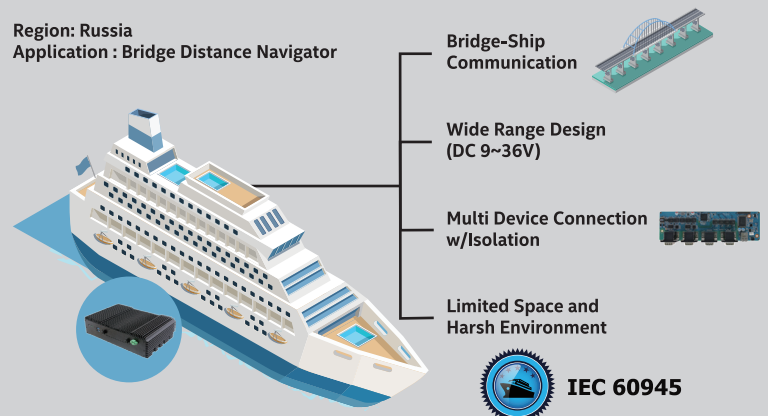 Region: Russia
Application : Bridge Distance Navigator
Bridge-Ship
Communication
Wide Range Design
(DC 9~36V)
Multi Device Connection
w/Isolation
Limited Space and
Harsh Environment
IEC 60945